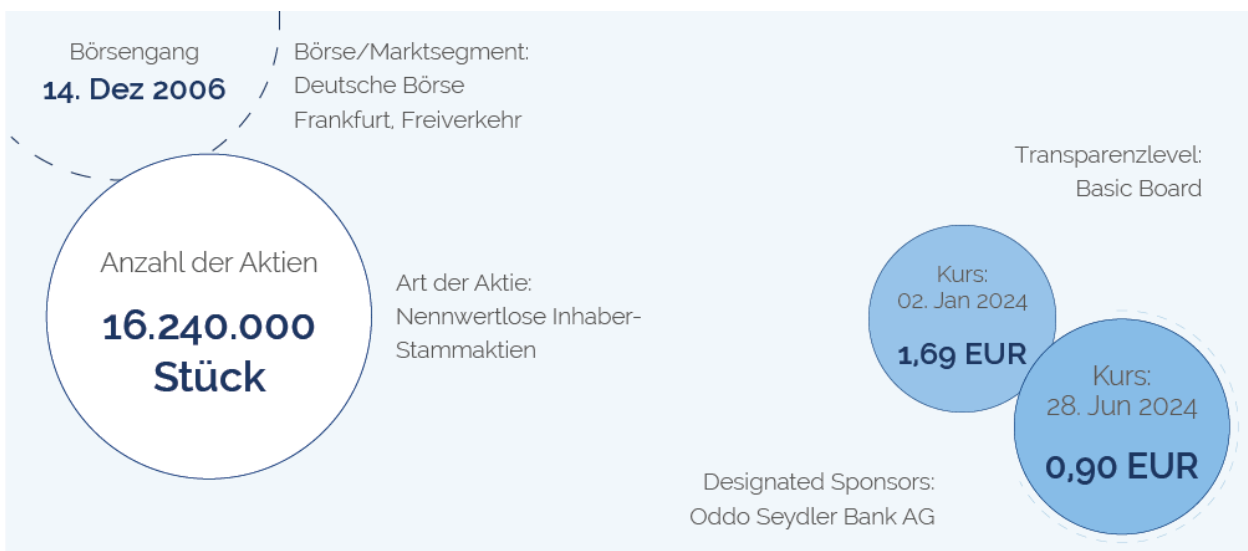 Börsengang
14. Dez 2006
Börse/Marktsegment:
Deutsche Börse
Frankfurt, Freiverkehr
Transparenzlevel:
Basic Board
Anzahl der Aktien
16.240.000
Stück
Art der Aktie:
Nennwertlose Inhaber-
Stammaktien
Kurs:
02. Jan 2024
1,69 EUR
Kurs:
28. Jun 2024
0,90 EUR
Designated Sponsors:
Oddo Seydler Bank AG